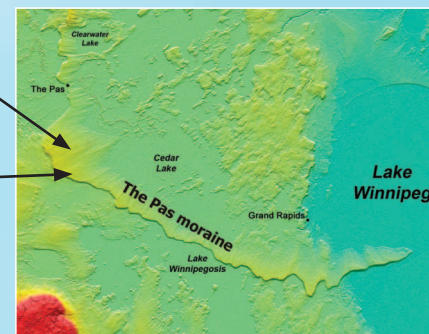 Clearwater
Lake
The Pas
Cedar
Lake
Lake
Winnipeg
The Pas moraine
Grand Rapids
Lake
Winnipegosis